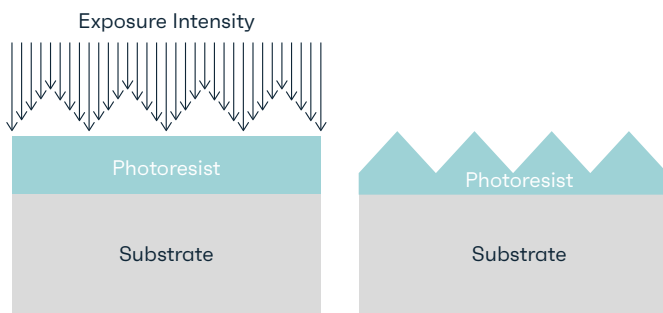 Exposure Intensity
Photoresist
Substrate
Photoresist
Substrate